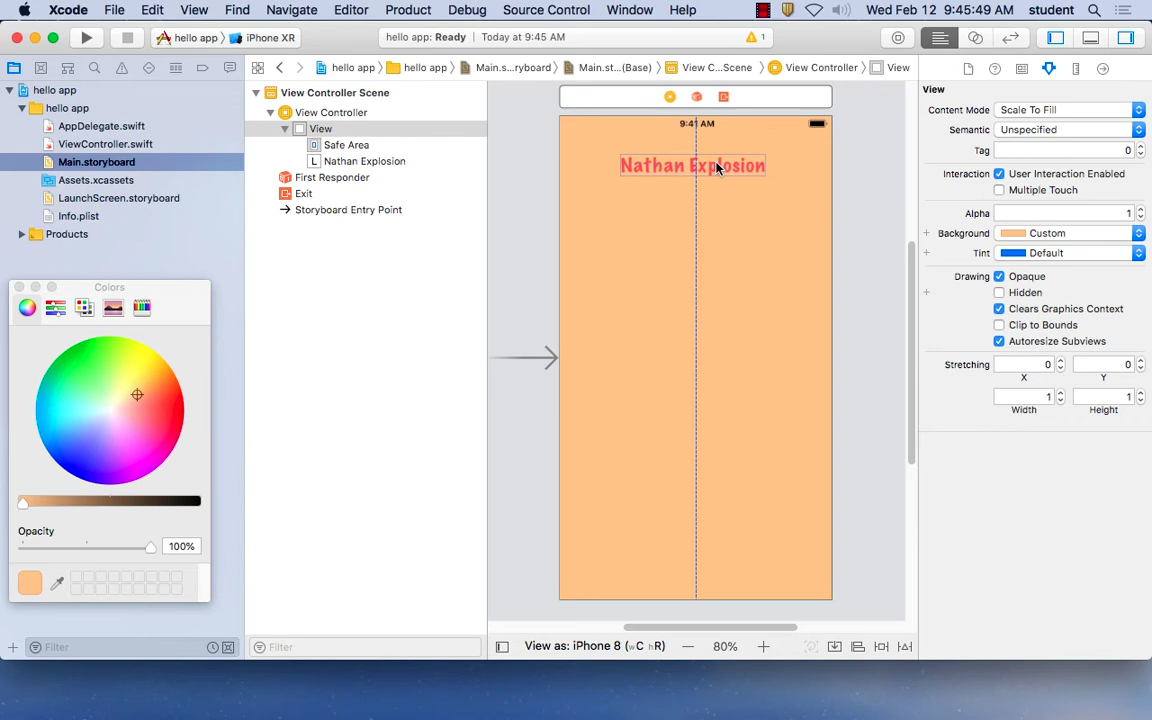 Xcode File Edit View Find Navigate Editor Product Debug Source Control Window Help Wed Feb 12 9:45:49 AM student
hello app iPhone XR hello app: Ready Today at 9:45 AM 1
hello app hello app Main.s...ryboard Main.st...(Base) View C...Scene View Controller View
hello app
hello app
AppDelegate.swift
ViewController.swift
Main.storyboard
Assets.xcassets
LaunchScreen.storyboard
Info.plist
Products
Colors
Opacity
100%
Filter
View Controller Scene
View Controller
View
Safe Area
L Nathan Explosion
First Responder
Exit
Storyboard Entry Point
Filter
9:41 AM
Nathan Explosion
View as: iPhone 8 (wC hR) 80%
View
Content Mode Scale To Fill
Semantic Unspecified
Tag 0
Interaction User Interaction Enabled
Multiple Touch
Alpha 1
Background Custom
Tint Default
Drawing Opaque
Hidden
Clears Graphics Context
Clip to Bounds
Autoresize Subviews
Stretching 0 0
X Y
1 1
Width Height